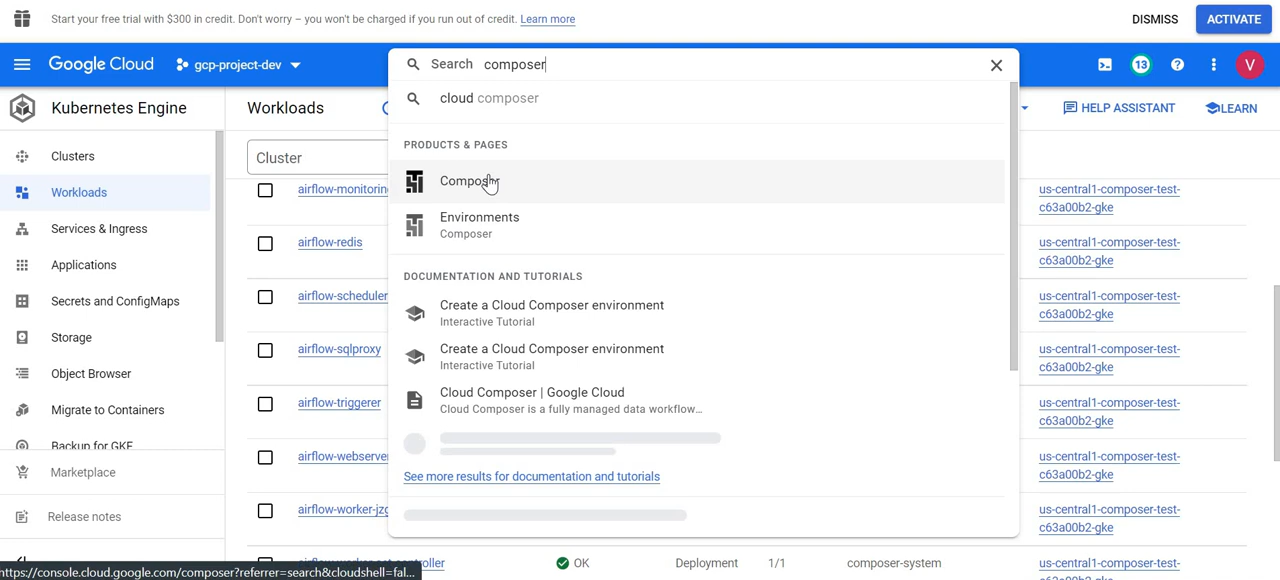 Start your free trial with $300 in credit. Don't worry – you won't be charged if you run out of credit. Learn more
DISMISS
ACTIVATE
Google Cloud
gcp-project-dev
Search composer
13
V
cloud composer
Kubernetes Engine
Workloads
HELP ASSISTANT
LEARN
Clusters
Workloads
Services & Ingress
Applications
Secrets and ConfigMaps
Storage
Object Browser
Migrate to Containers
Backup for GKE
Marketplace
Release notes
Cluster
PRODUCTS & PAGES
Composer
Environments
Composer
DOCUMENTATION AND TUTORIALS
Create a Cloud Composer environment
Interactive Tutorial
Create a Cloud Composer environment
Interactive Tutorial
Cloud Composer | Google Cloud
Cloud Composer is a fully managed data workflow...
See more results for documentation and tutorials
airflow-monitoring
us-central1-composer-test-
c63a00b2-gke
airflow-redis
us-central1-composer-test-
c63a00b2-gke
airflow-scheduler
us-central1-composer-test-
c63a00b2-gke
airflow-sqlproxy
us-central1-composer-test-
c63a00b2-gke
airflow-triggerer
us-central1-composer-test-
c63a00b2-gke
airflow-webserver
us-central1-composer-test-
c63a00b2-gke
airflow-worker-jzg
us-central1-composer-test-
c63a00b2-gke
airflow-worker-set-controller
OK
Deployment
1/1
composer-system
us-central1-composer-test-
https://console.cloud.google.com/composer?referrer=search&cloudshell=fal...